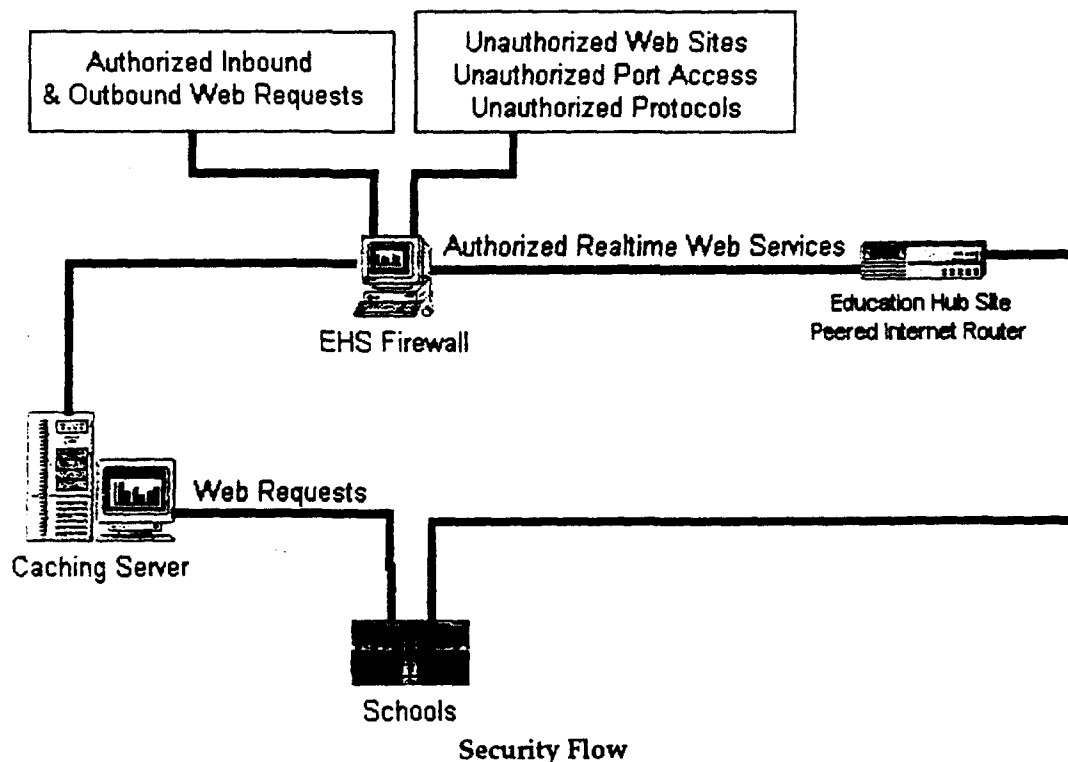 Authorized Inbound
& Outbound Web Requests
Unauthorized Web Sites
Unauthorized Port Access
Unauthorized Protocols
Authorized Realtime Web Services
EHS Firewall
Education Hub Site
Peered Internet Router
Web Requests
Caching Server
Schools
Security Flow